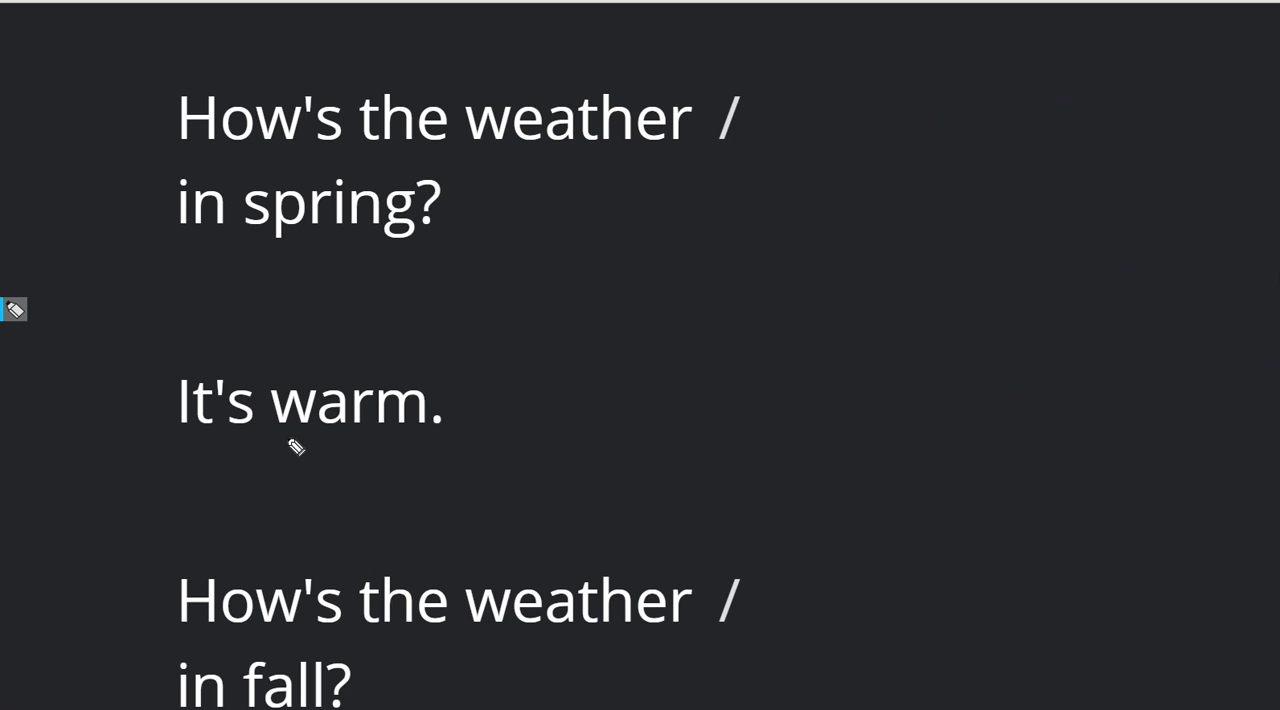 How's the weather /
in spring?
It's warm.
How's the weather /
in fall?